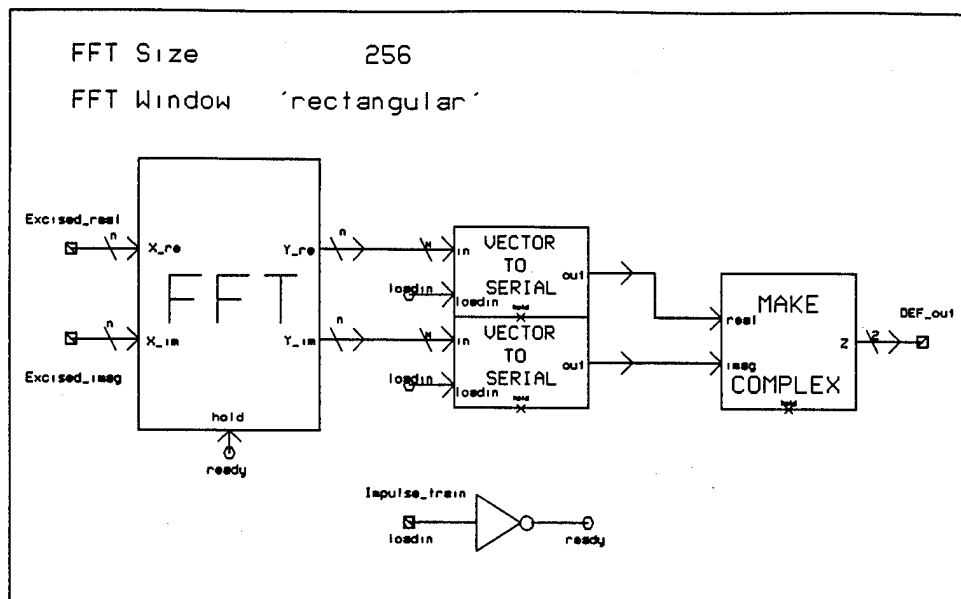 FFT Size 256
FFT Window 'rectangular'
Excised_real
n
X_re
Y_re
n
FFT
Excised_imag
n
X_im
Y_im
n
hold
ready
M
in
VECTOR
TO
SERIAL
out
loadin
loadin
hold
M
in
VECTOR
TO
SERIAL
out
loadin
loadin
hold
real
MAKE
imag
COMPLEX
z
hold
2
DEF_out
Impulse_train
loadin
ready